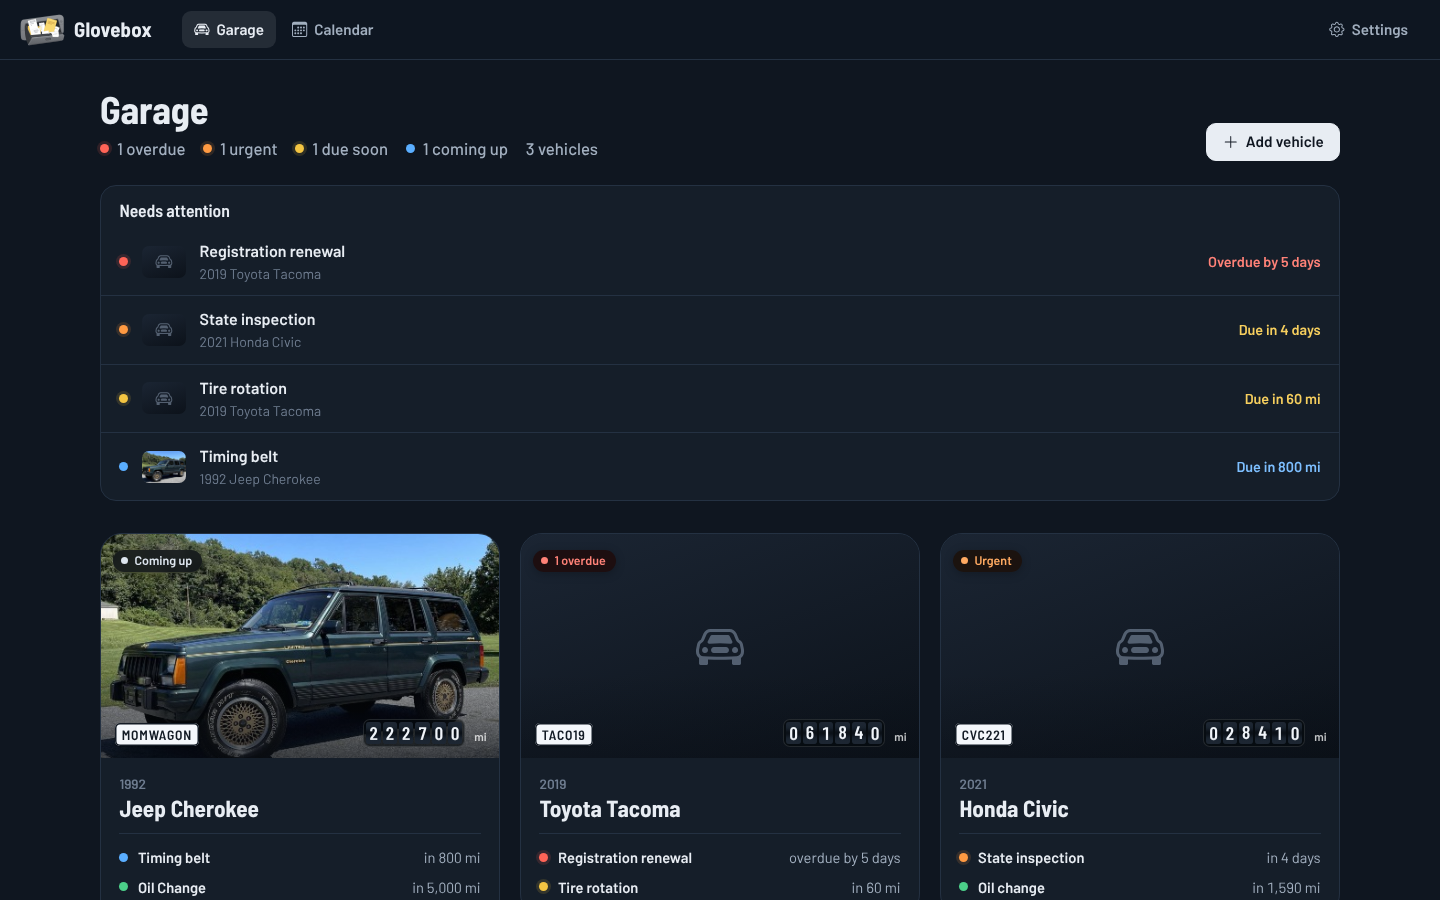 Glovebox
Garage
Calendar
Settings
Garage
1 overdue 1 urgent 1 due soon 1 coming up 3 vehicles
Add vehicle
Needs attention
Registration renewal
2019 Toyota Tacoma
Overdue by 5 days
State inspection
2021 Honda Civic
Due in 4 days
Tire rotation
2019 Toyota Tacoma
Due in 60 mi
Timing belt
1992 Jeep Cherokee
Due in 800 mi
Coming up
MOMWAGON
222700 mi
1992
Jeep Cherokee
Timing belt in 800 mi
Oil Change in 5,000 mi
1 overdue
TACO19
061840 mi
2019
Toyota Tacoma
Registration renewal overdue by 5 days
Tire rotation in 60 mi
Urgent
CVC221
028410 mi
2021
Honda Civic
State inspection in 4 days
Oil change in 1,590 mi